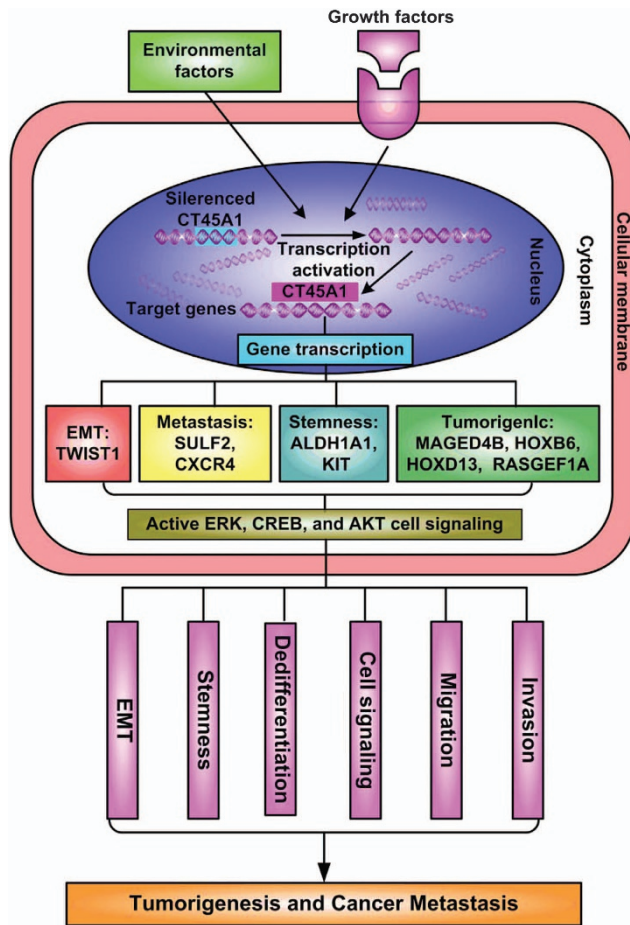 Growth factors
Environmental
factors
Silerenced
CT45A1
Transcription
activation
CT45A1
Target genes
Gene transcription
Nucleus
Cytoplasm
Cellular membrane
EMT:
TWIST1
Metastasis:
SULF2,
CXCR4
Stemness:
ALDH1A1,
KIT
TumorigenIc:
MAGED4B, HOXB6,
HOXD13, RASGEF1A
Active ERK, CREB, and AKT cell signaling
EMT
Stemness
Dedifferentiation
Cell signaling
Migration
Invasion
Tumorigenesis and Cancer Metastasis